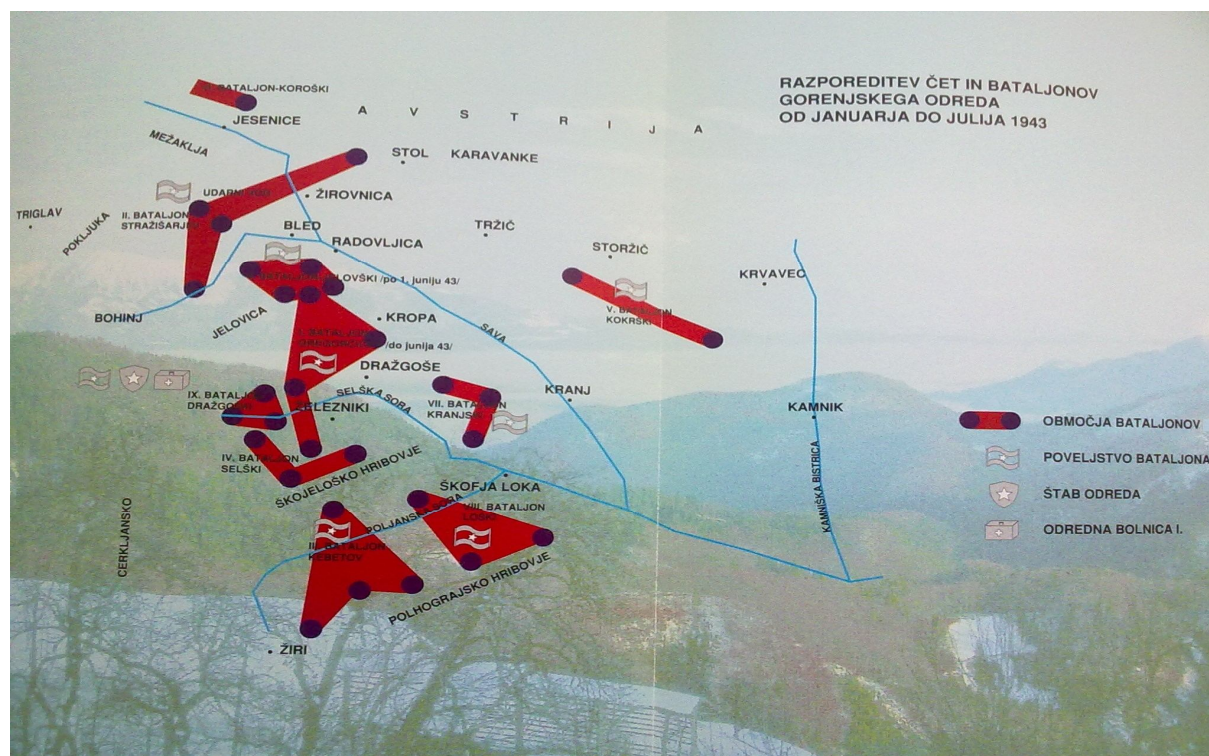 RAZPOREDITEV ČET IN BATALJONOV
GORENJSKEGA ODREDA
OD JANUARJA DO JULIJA 1943
BATALJON-KOROŠKI
AVSTRIJA
JESENICE
MEŽAKLJA
STOL
KARAVANKE
ŽIROVNICA
TRIGLAV
POKLJUKA
II. BATALJON
STRAŽIŠARJEV
BLED
RADOVLJICA
TRŽIČ
STORŽIČ
KRVAVEC
/po 1. juniju 43/
BOHINJ
JELOVICA
KROPA
SAVA
V. BATALJON
KOKRŠKI
/do junija 43/
DRAŽGOŠE
IX. BATALJON
DRAŽGOŠKI
SELŠKA SORA
ŽELEZNIKI
VII. BATALJON
KRANJSKI
KRANJ
KAMNIK
KAMNIŠKA BISTRICA
IV. BATALJON
SELŠKI
ŠKOJELOŠKO HRIBOVJE
ŠKOFJA LOKA
POLJANSKA SORA
VIII. BATALJON
LOŠKI
BATALJON
CERKLJANSKO
POLHOGRAJSKO HRIBOVJE
ŽIRI
OBMOČJA BATALJONOV
POVELJSTVO BATALJONA
ŠTAB ODREDA
ODREDNA BOLNICA I.